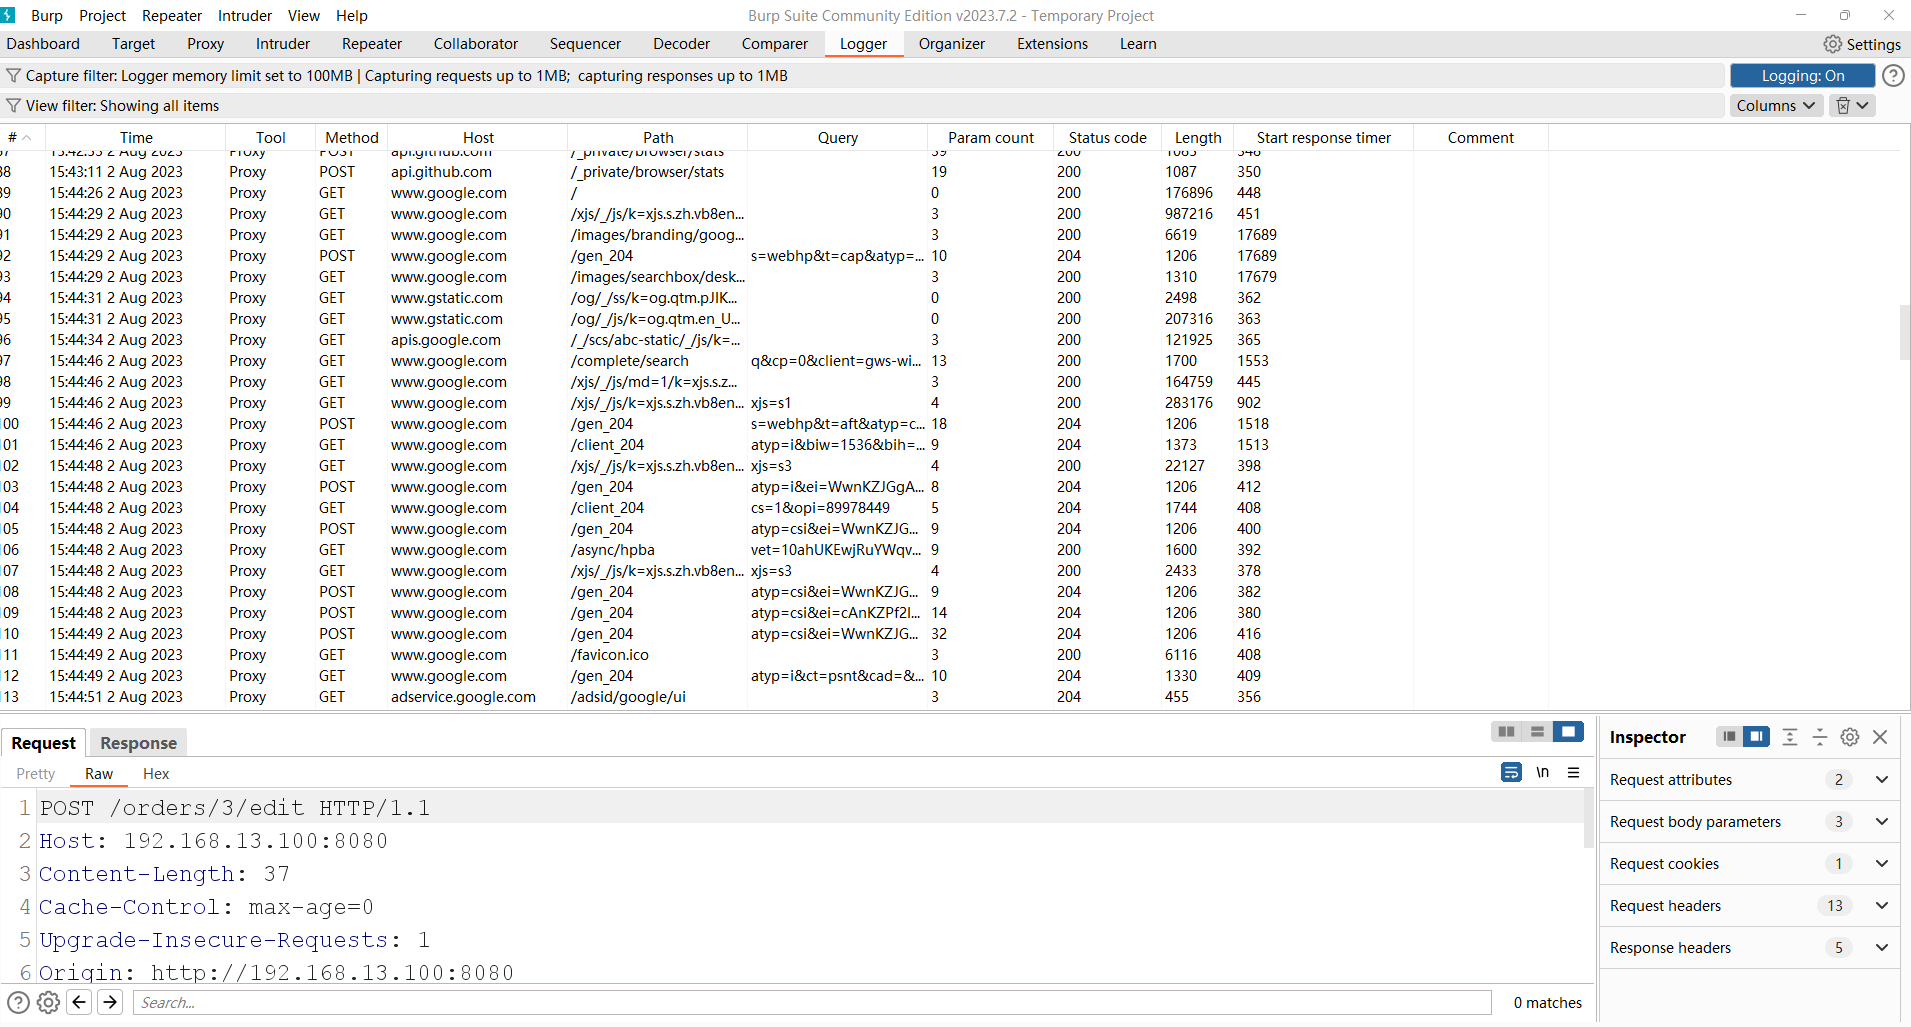 Burp Project Repeater Intruder View Help Burp Suite Community Edition v2023.7.2 - Temporary Project
Dashboard Target Proxy Intruder Repeater Collaborator Sequencer Decoder Comparer Logger Organizer Extensions Learn Settings
Capture filter: Logger memory limit set to 100MB | Capturing requests up to 1MB; capturing responses up to 1MB Logging: On
View filter: Showing all items Columns
# Time Tool Method Host Path Query Param count Status code Length Start response timer Comment
37 15:42:55 2 Aug 2023 Proxy POST api.github.com /_private/browser/stats 39 200 1085 348
38 15:43:11 2 Aug 2023 Proxy POST api.github.com /_private/browser/stats 19 200 1087 350
39 15:44:26 2 Aug 2023 Proxy GET www.google.com / 0 200 176896 448
90 15:44:29 2 Aug 2023 Proxy GET www.google.com /xjs/_/js/k=xjs.s.zh.vb8en... 3 200 987216 451
91 15:44:29 2 Aug 2023 Proxy GET www.google.com /images/branding/goog... 3 200 6619 17689
92 15:44:29 2 Aug 2023 Proxy POST www.google.com /gen_204 s=webhp&t=cap&atyp=... 10 204 1206 17689
93 15:44:29 2 Aug 2023 Proxy GET www.google.com /images/searchbox/desk... 3 200 1310 17679
94 15:44:31 2 Aug 2023 Proxy GET www.gstatic.com /og/_/ss/k=og.qtm.pJIK... 0 200 2498 362
95 15:44:31 2 Aug 2023 Proxy GET www.gstatic.com /og/_/js/k=og.qtm.en_U... 0 200 207316 363
96 15:44:34 2 Aug 2023 Proxy GET apis.google.com /_/scs/abc-static/_/js/k=... 3 200 121925 365
97 15:44:46 2 Aug 2023 Proxy GET www.google.com /complete/search q&cp=0&client=gws-wi... 13 200 1700 1553
98 15:44:46 2 Aug 2023 Proxy GET www.google.com /xjs/_/js/md=1/k=xjs.s.z... 3 200 164759 445
99 15:44:46 2 Aug 2023 Proxy GET www.google.com /xjs/_/js/k=xjs.s.zh.vb8en... xjs=s1 4 200 283176 902
100 15:44:46 2 Aug 2023 Proxy POST www.google.com /gen_204 s=webhp&t=aft&atyp=c... 18 204 1206 1518
101 15:44:46 2 Aug 2023 Proxy GET www.google.com /client_204 atyp=i&biw=1536&bih=... 9 204 1373 1513
102 15:44:48 2 Aug 2023 Proxy GET www.google.com /xjs/_/js/k=xjs.s.zh.vb8en... xjs=s3 4 200 22127 398
103 15:44:48 2 Aug 2023 Proxy POST www.google.com /gen_204 atyp=i&ei=WwnKZJGgA... 8 204 1206 412
104 15:44:48 2 Aug 2023 Proxy GET www.google.com /client_204 cs=1&opi=89978449 5 204 1744 408
105 15:44:48 2 Aug 2023 Proxy POST www.google.com /gen_204 atyp=csi&ei=WwnKZJG... 9 204 1206 400
106 15:44:48 2 Aug 2023 Proxy GET www.google.com /async/hpba vet=10ahUKEwjRuYWqv... 9 200 1600 392
107 15:44:48 2 Aug 2023 Proxy GET www.google.com /xjs/_/js/k=xjs.s.zh.vb8en... xjs=s3 4 200 2433 378
108 15:44:48 2 Aug 2023 Proxy POST www.google.com /gen_204 atyp=csi&ei=WwnKZJG... 9 204 1206 382
109 15:44:48 2 Aug 2023 Proxy POST www.google.com /gen_204 atyp=csi&ei=cAnKZPf2I... 14 204 1206 380
110 15:44:49 2 Aug 2023 Proxy POST www.google.com /gen_204 atyp=csi&ei=WwnKZJG... 32 204 1206 416
111 15:44:49 2 Aug 2023 Proxy GET www.google.com /favicon.ico 3 200 6116 408
112 15:44:49 2 Aug 2023 Proxy GET www.google.com /gen_204 atyp=i&ct=psnt&cad=&... 10 204 1330 409
113 15:44:51 2 Aug 2023 Proxy GET adservice.google.com /adsid/google/ui 3 204 455 356
Request Response
Pretty Raw Hex \n
1 POST /orders/3/edit HTTP/1.1
2 Host: 192.168.13.100:8080
3 Content-Length: 37
4 Cache-Control: max-age=0
5 Upgrade-Insecure-Requests: 1
6 Origin: http://192.168.13.100:8080
Search... 0 matches
Inspector
Request attributes 2
Request body parameters 3
Request cookies 1
Request headers 13
Response headers 5